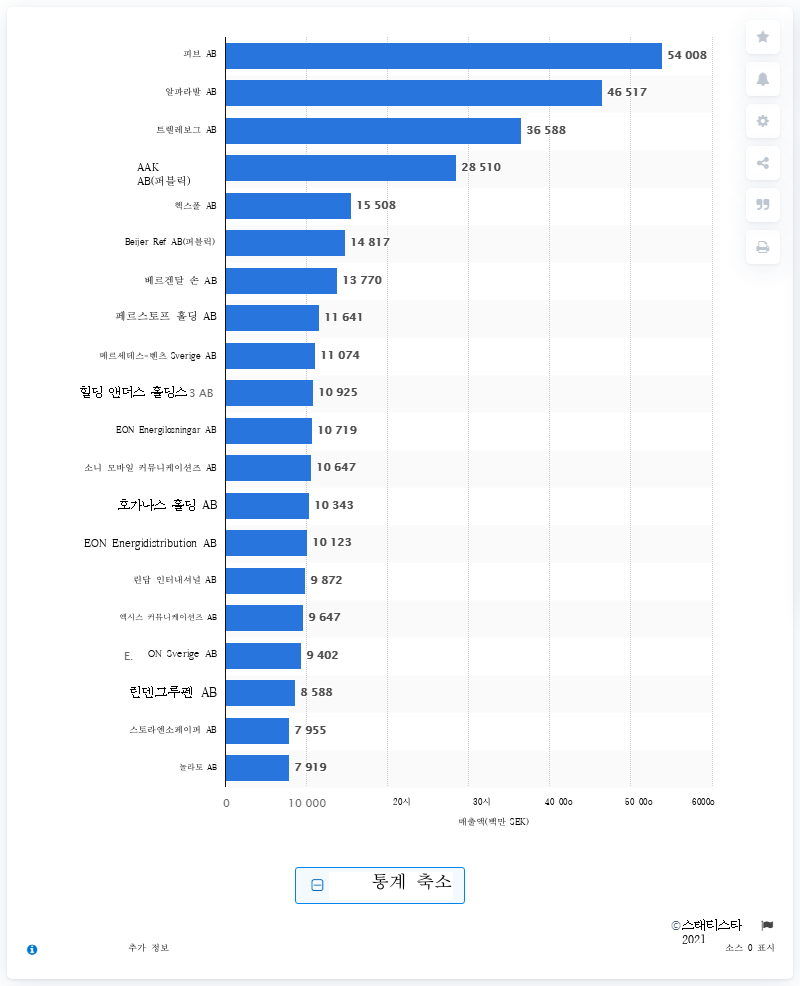 피브 AB
54 008
알파라발 AB
46 517
트렐레보그 AB
36 588
AAK
AB(퍼블릭)
28 510
헥스폴 AB
15 508
Beijer Ref AB(퍼블릭)
14 817
베르겐달 손 AB
13 770
페르스토프 홀딩 AB
11 641
메르세데스-벤츠 Sverige AB
11 074
힐딩 앤더스 홀딩스 3 AB
10 925
EON Energilosningar AB
10 719
소니 모바일 커뮤니케이션즈 AB
10 647
호가나스 홀딩 AB
10 343
EON Energidistribution AB
10 123
린답 인터내셔널 AB
9 872
액시스 커뮤니케이션즈 AB
9 647
E. ON Sverige AB
9 402
린덴그루펜 AB
8 588
스토라엔소페이퍼 AB
7 955
놀라토 AB
7 919
0 10 000 20시 30시 40 00o 50 00o 6000o
매출액(백만 SEK)
통계 축소
©스태티스타
2021
추가 정보
소스 0 표시